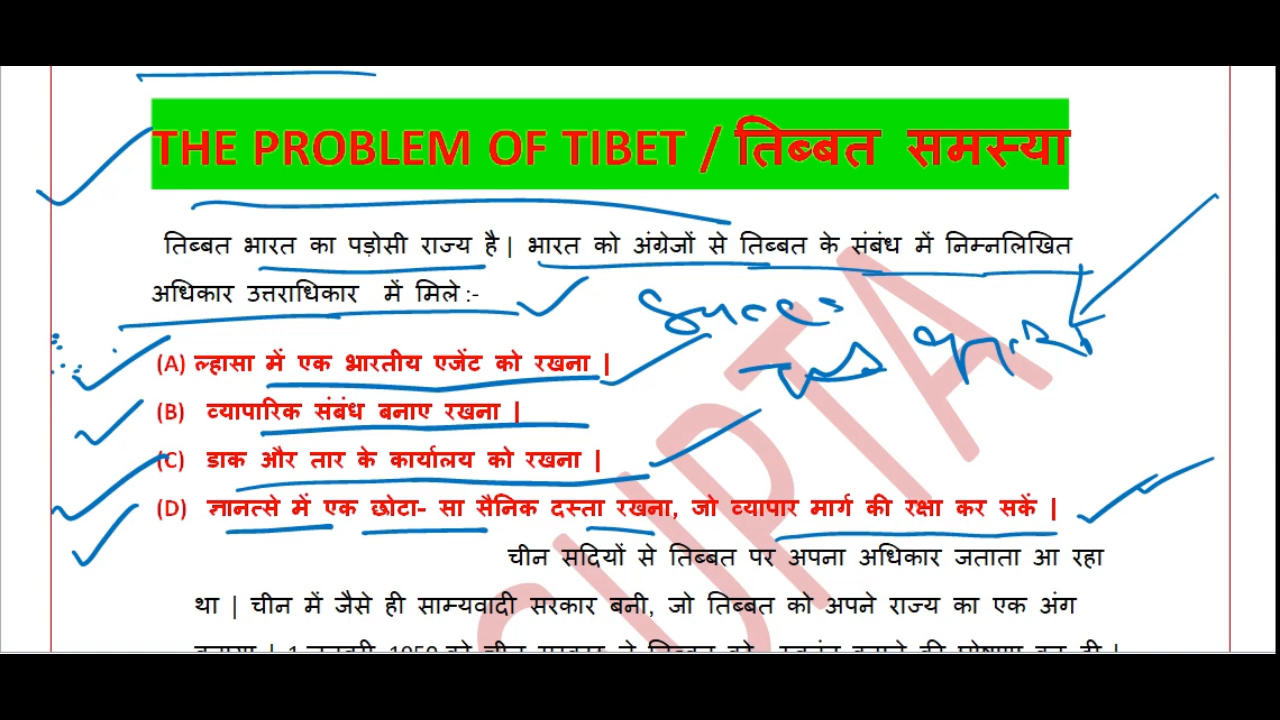 THE PROBLEM OF TIBET / तिब्बत समस्या
तिब्बत भारत का पड़ोसी राज्य है | भारत को अंग्रेजों से तिब्बत के संबंध में निम्नलिखित
अधिकार उत्तराधिकार में मिले :-
(A) ल्हासा में एक भारतीय एजेंट को रखना |
(B) व्यापारिक संबंध बनाए रखना |
(C) डाक और तार के कार्यालय को रखना |
(D) ज्ञानत्से में एक छोटा- सा सैनिक दस्ता रखना, जो व्यापार मार्ग की रक्षा कर सकें |
चीन सदियों से तिब्बत पर अपना अधिकार जताता आ रहा
था | चीन में जैसे ही साम्यवादी सरकार बनी, जो तिब्बत को अपने राज्य का एक अंग
GUPTA